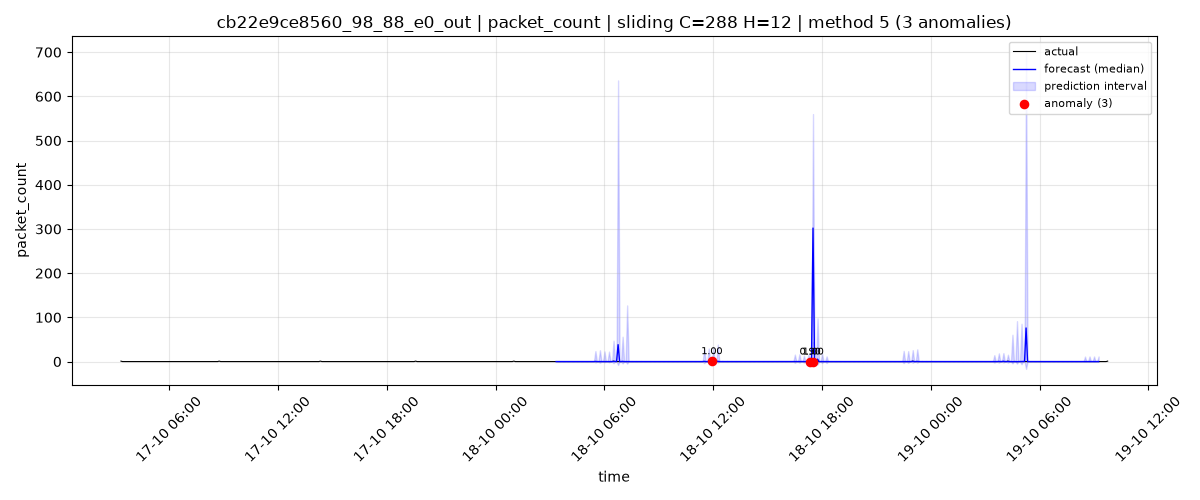 cb22e9ce8560_98_88_e0_out | packet_count | sliding C=288 H=12 | method 5 (3 anomalies)
700
600
500
400
300
200
100
0
packet_count
actual
forecast (median)
prediction interval
anomaly (3)
1.00
17-10 06:00
17-10 12:00
17-10 18:00
18-10 00:00
18-10 06:00
18-10 12:00
18-10 18:00
19-10 00:00
19-10 06:00
19-10 12:00
time